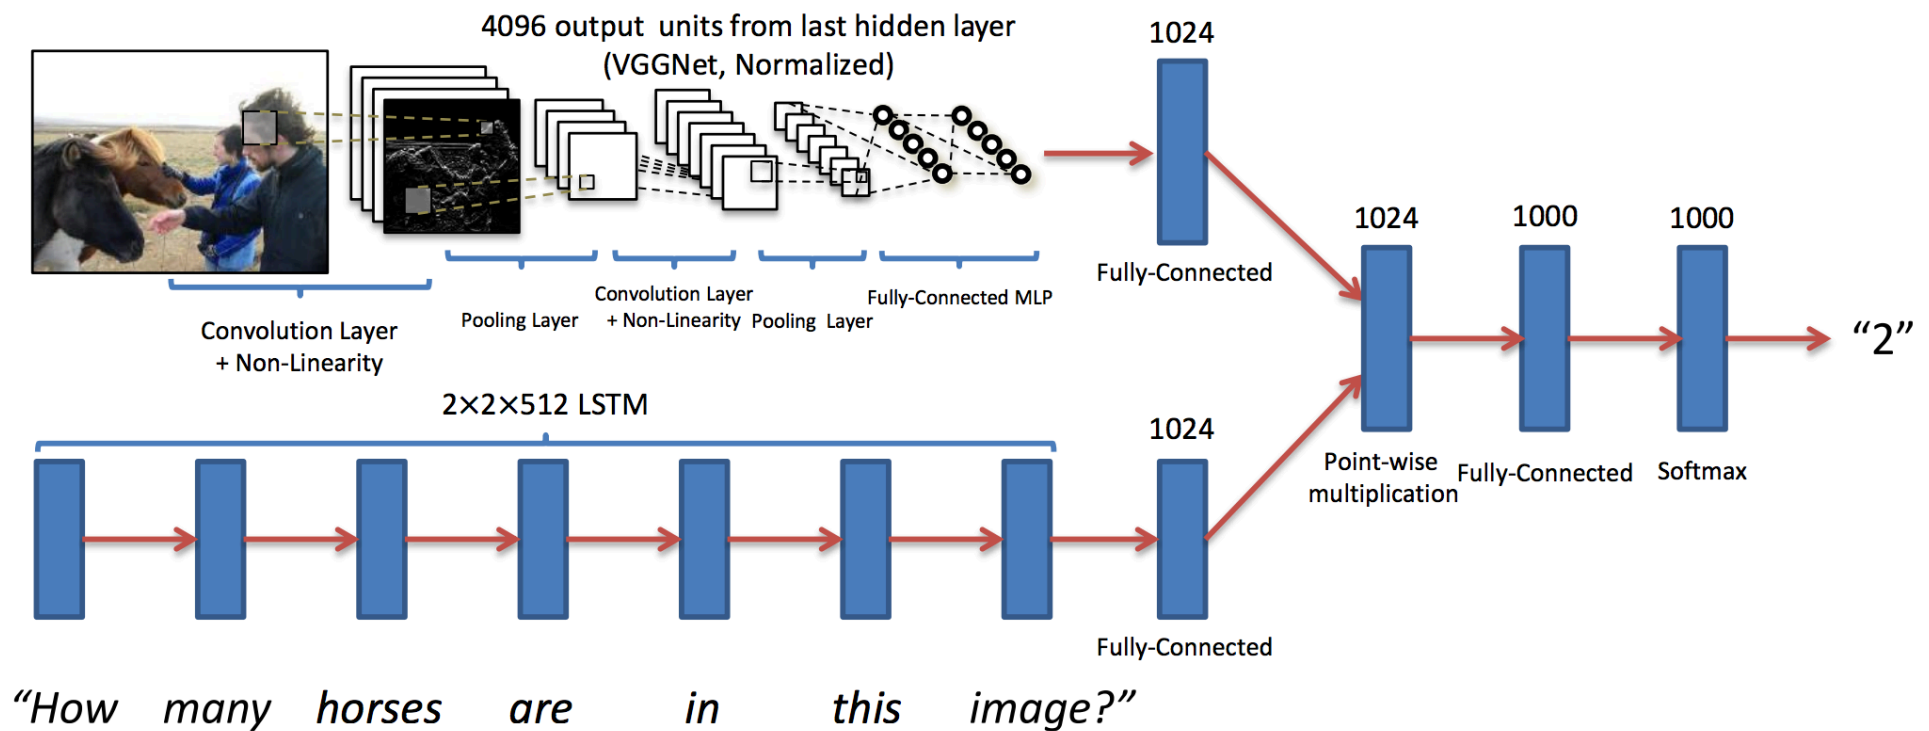 4096 output units from last hidden layer
(VGGNet, Normalized)
1024
Fully-Connected
Convolution Layer
+ Non-Linearity
Pooling Layer
Convolution Layer
+ Non-Linearity
Pooling Layer
Fully-Connected MLP
2×2×512 LSTM
1024
Fully-Connected
1024
Point-wise
multiplication
1000
Fully-Connected
1000
Softmax
“2”
“How many horses are in this image?”